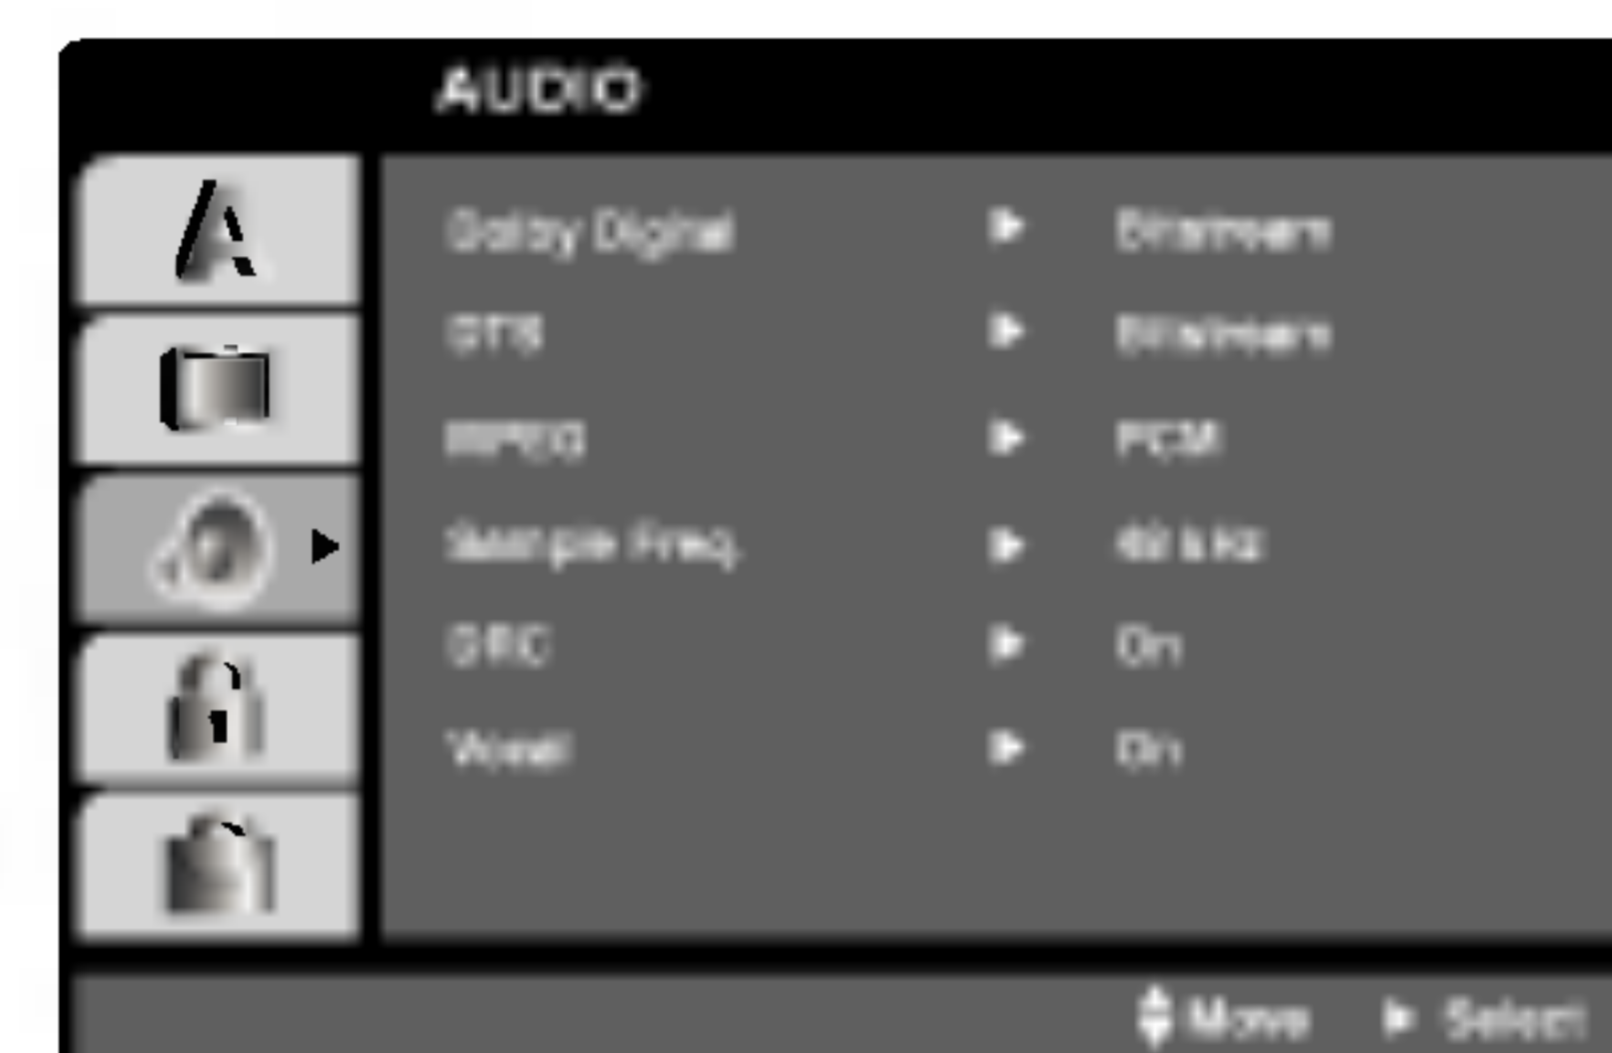 AUDIO
Dolby Digital Bitstream
DTS Bitstream
MPEG PCM
Sample Freq. 48 kHz
DRC On
Vocal On
Move Select